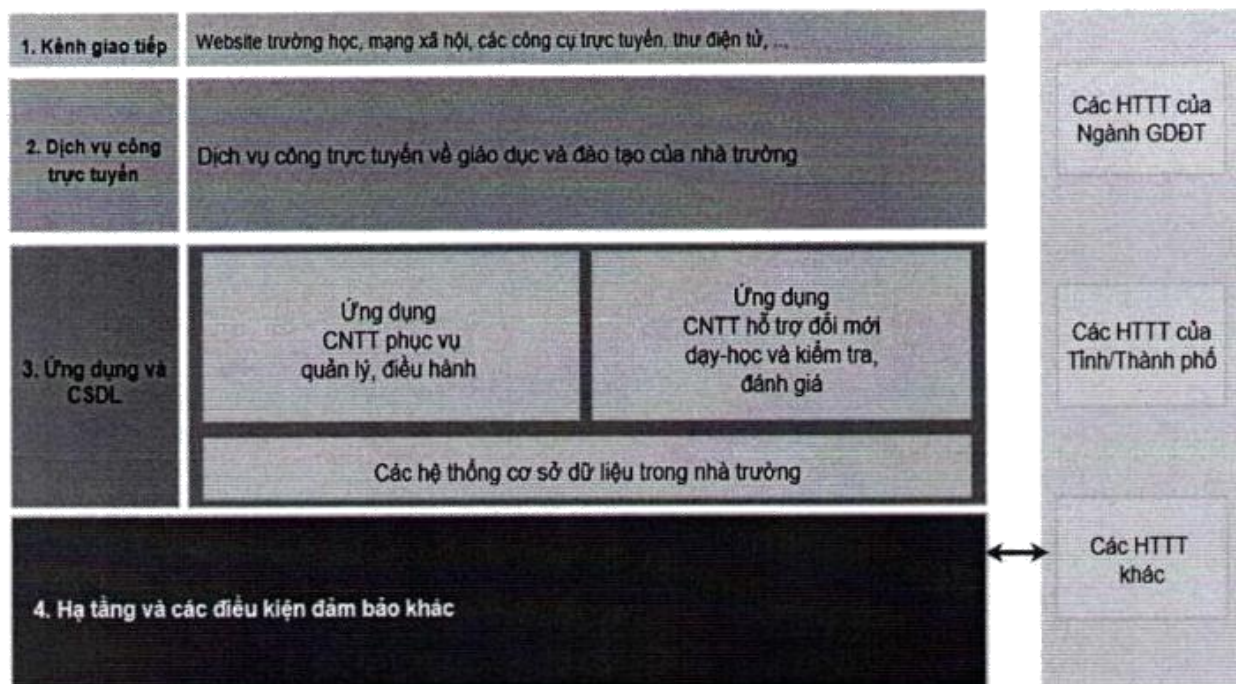 1. Kênh giao tiếp
Website trường học, mạng xã hội, các công cụ trực tuyến, thư điện tử, ...
2. Dịch vụ công
trực tuyến
Dịch vụ công trực tuyến về giáo dục và đào tạo của nhà trường
3. Ứng dụng và
CSDL
Ứng dụng
CNTT phục vụ
quản lý, điều hành
Ứng dụng
CNTT hỗ trợ đổi mới
dạy-học và kiểm tra,
đánh giá
Các hệ thống cơ sở dữ liệu trong nhà trường
4. Hạ tầng và các điều kiện đảm bảo khác
Các HTTT của
Ngành GDĐT
Các HTTT của
Tỉnh/Thành phố
Các HTTT
khác